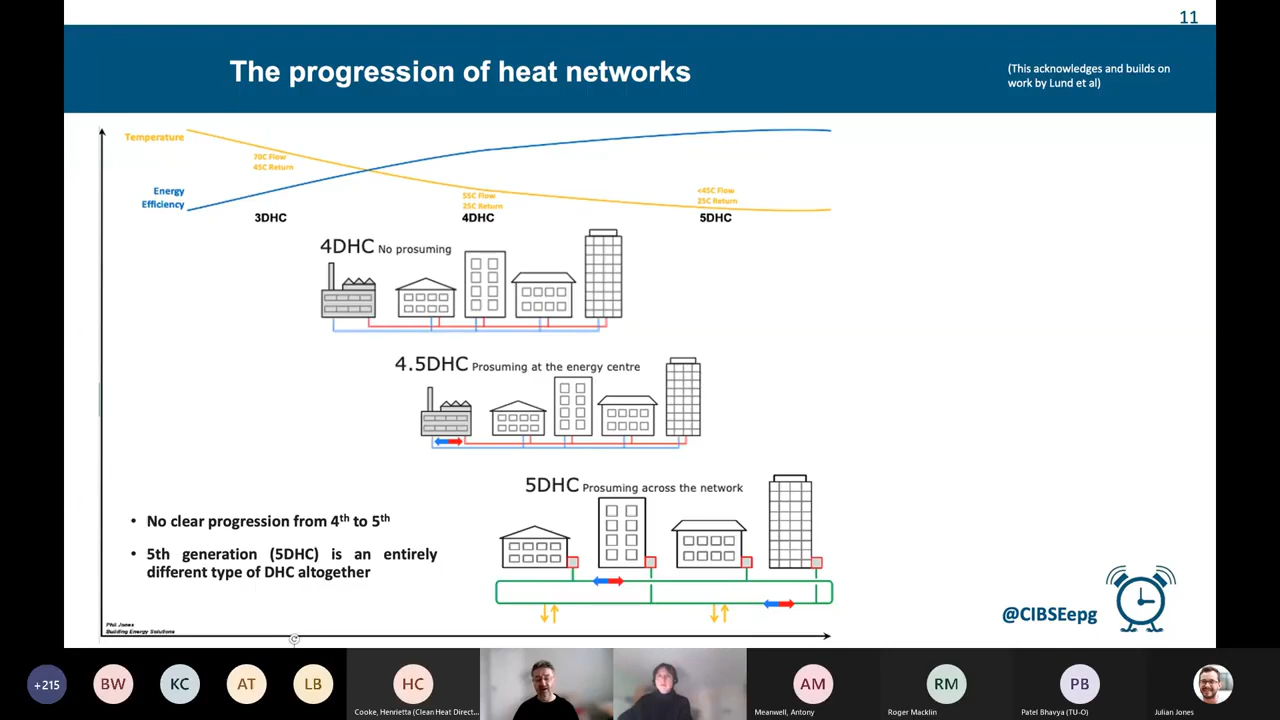 11
The progression of heat networks
(This acknowledges and builds on
work by Lund et al)
Temperature
70C Flow
45C Return
Energy
Efficiency
55C Flow
25C Return
<45C Flow
25C Return
3DHC
4DHC
5DHC
4DHC No prosuming
4.5DHC Prosuming at the energy centre
5DHC Prosuming across the network
• No clear progression from 4th to 5th
• 5th generation (5DHC) is an entirely
different type of DHC altogether
@CIBSEepg
Phil Jones
Building Energy Solutions
+215
BW
KC
AT
LB
HC
Cooke, Henrietta (Clean Heat Direct...
AM
Meanwell, Antony
RM
Roger Macklin
PB
Patel Bhavya (TU-O)
Julian Jones